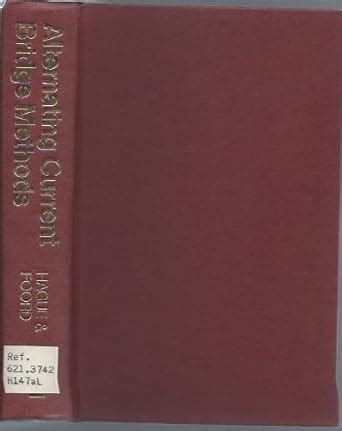 Alternating Current
Bridge Methods
HAGUE &
FOORD
Ref.
621.3742
H147aL